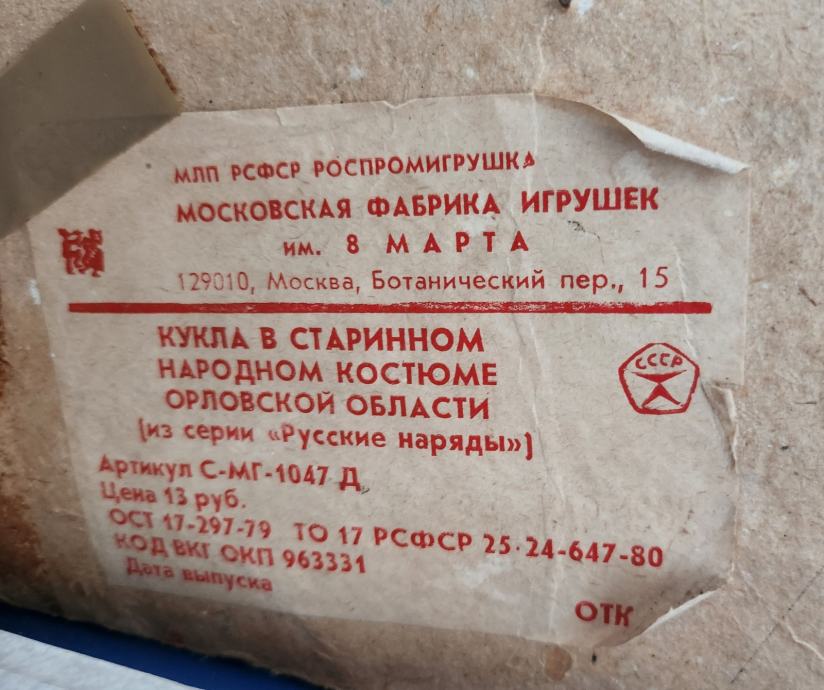 МЛП РСФСР РОСПРОМИГРУШКА
МОСКОВСКАЯ ФАБРИКА ИГРУШЕК
им. 8 МАРТА
129010, Москва, Ботанический пер., 15
КУКЛА В СТАРИННОМ
НАРОДНОМ КОСТЮМЕ
ОРЛОВСКОЙ ОБЛАСТИ
(из серии «Русские наряды»)
СССР
Артикул С-МГ-1047 Д
Цена 13 руб.
ОСТ 17-297-79 ТО 17 РСФСР 25·24-647-80
КОД ВКГ ОКП 963331
Дата выпуска
ОТК